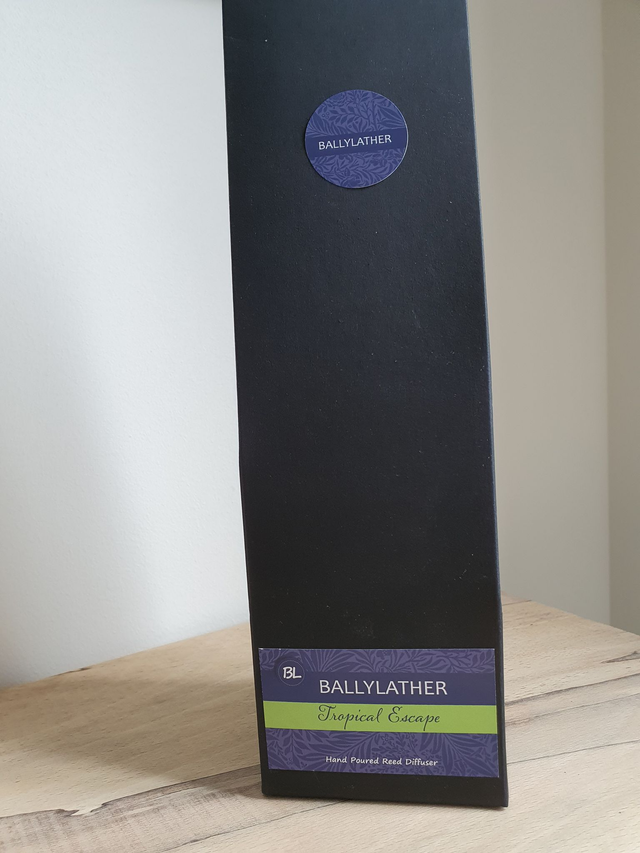 BALLYLATHER
BL
BALLYLATHER
Tropical Escape
Hand Poured Reed Diffuser